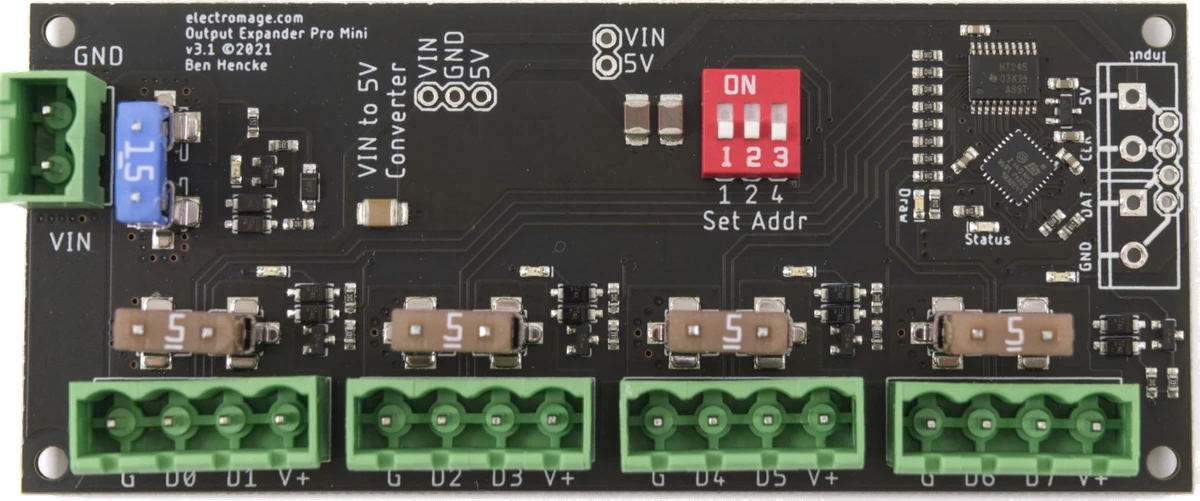 electromage.com
Output Expander Pro Mini
v3.1 ©2021
Ben Hencke
GND
VIN
15
VIN to 5V
Converter
VIN
GND
5V
VIN
5V
ON
1 2 3
1 2 4
Set Addr
HT245
Draw
Status
Input
5V
CLK
DAT
GND
5
5
5
5
G D0 D1 V+
G D2 D3 V+
G D4 D5 V+
G D6 D7 V+